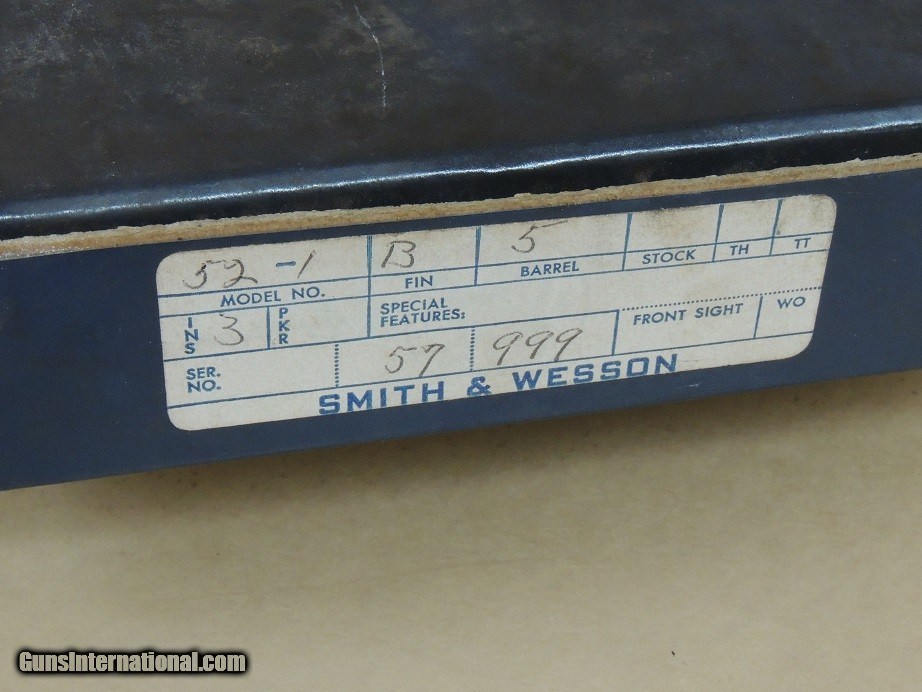 52-1 B 5
MODEL NO. FIN BARREL STOCK TH TT
INS 3 PKR SPECIAL FEATURES: FRONT SIGHT WO
SER. NO. 57 999
SMITH & WESSON
GunsInternational.com